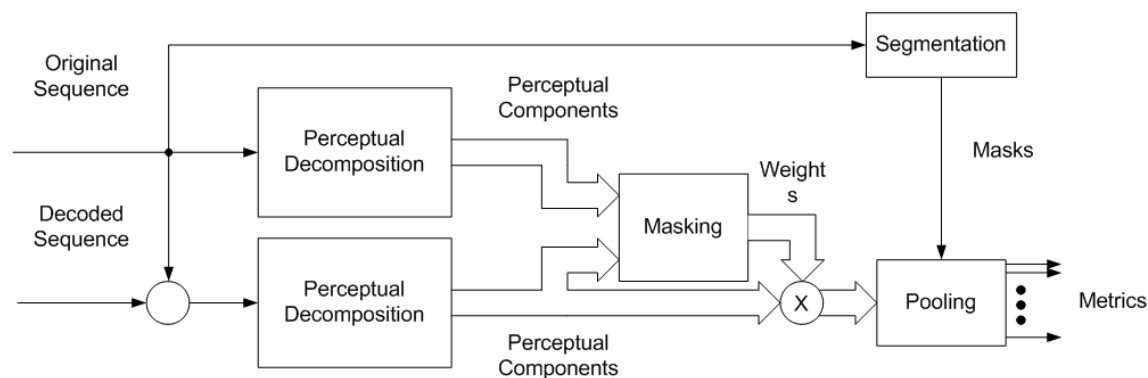 Original
Sequence
Segmentation
Perceptual
Components
Perceptual
Decomposition
Masks
Decoded
Sequence
Weight
s
Masking
Perceptual
Decomposition
X
Pooling
Metrics
Perceptual
Components